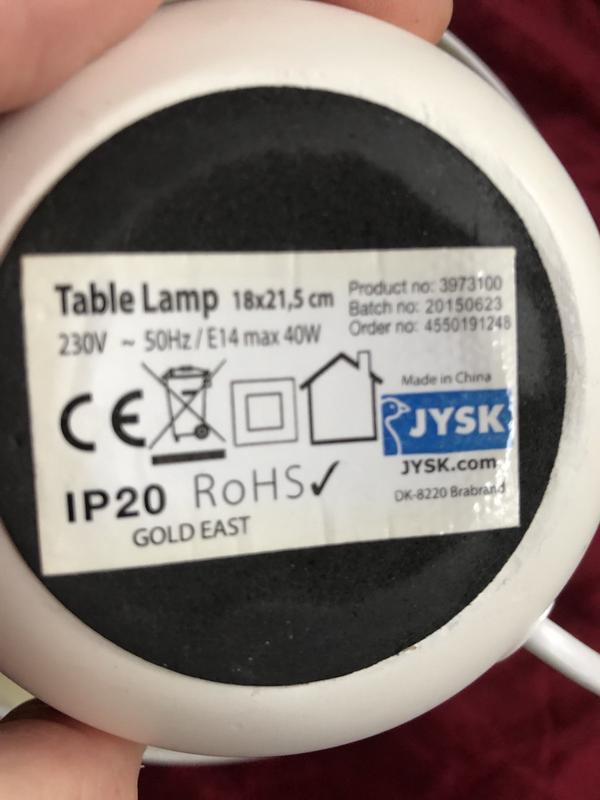 Table Lamp 18x21,5 cm
230V ~ 50Hz / E14 max 40W
Product no: 3973100
Batch no: 20150623
Order no: 4550191248
CE
Made in China
JYSK
JYSK.com
DK-8220 Brabrand
IP20 RoHS✓
GOLD EAST